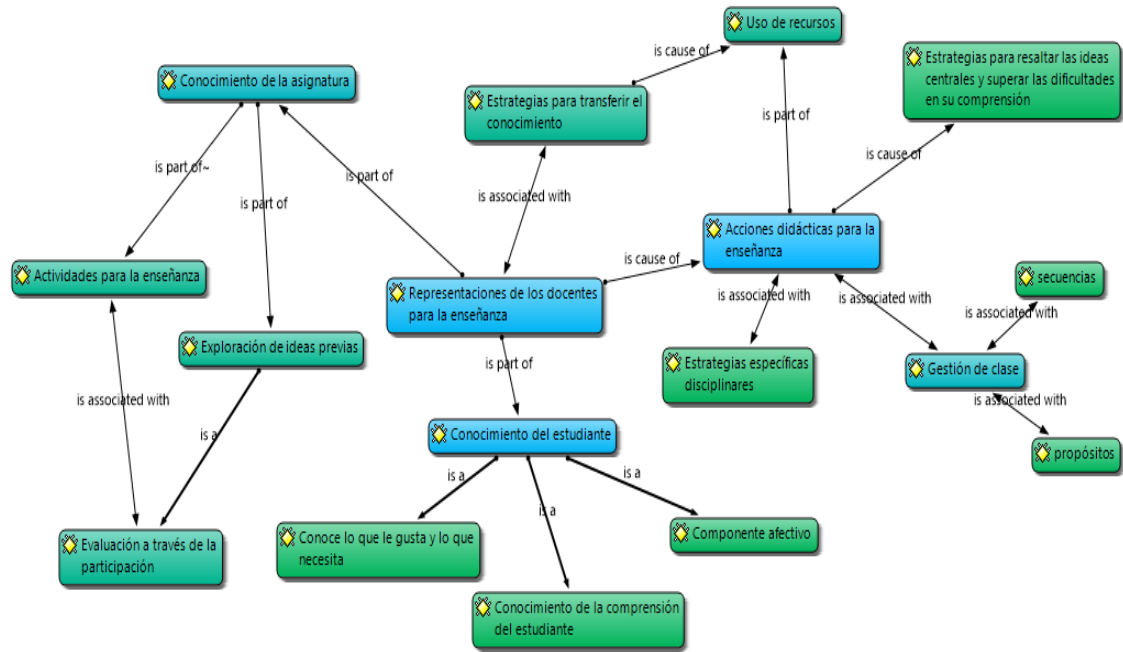 Uso de recursos
is cause of
Estrategias para resaltar las ideas
centrales y superar las dificultades
en su comprensión
Conocimiento de la asignatura
Estrategias para transferir el
conocimiento
is part of
is cause of
is part of~
is part of
is part of
is associated with
Acciones didácticas para la
enseñanza
is cause of
Actividades para la enseñanza
secuencias
Representaciones de los docentes
para la enseñanza
is associated with
is associated with
is associated with
Exploración de ideas previas
is part of
Estrategias específicas
disciplinares
Gestión de clase
is associated with
is associated with
is a
Conocimiento del estudiante
propósitos
is a
is a
is a
Evaluación a través de la
participación
Conoce lo que le gusta y lo que
necesita
Componente afectivo
Conocimiento de la comprensión
del estudiante